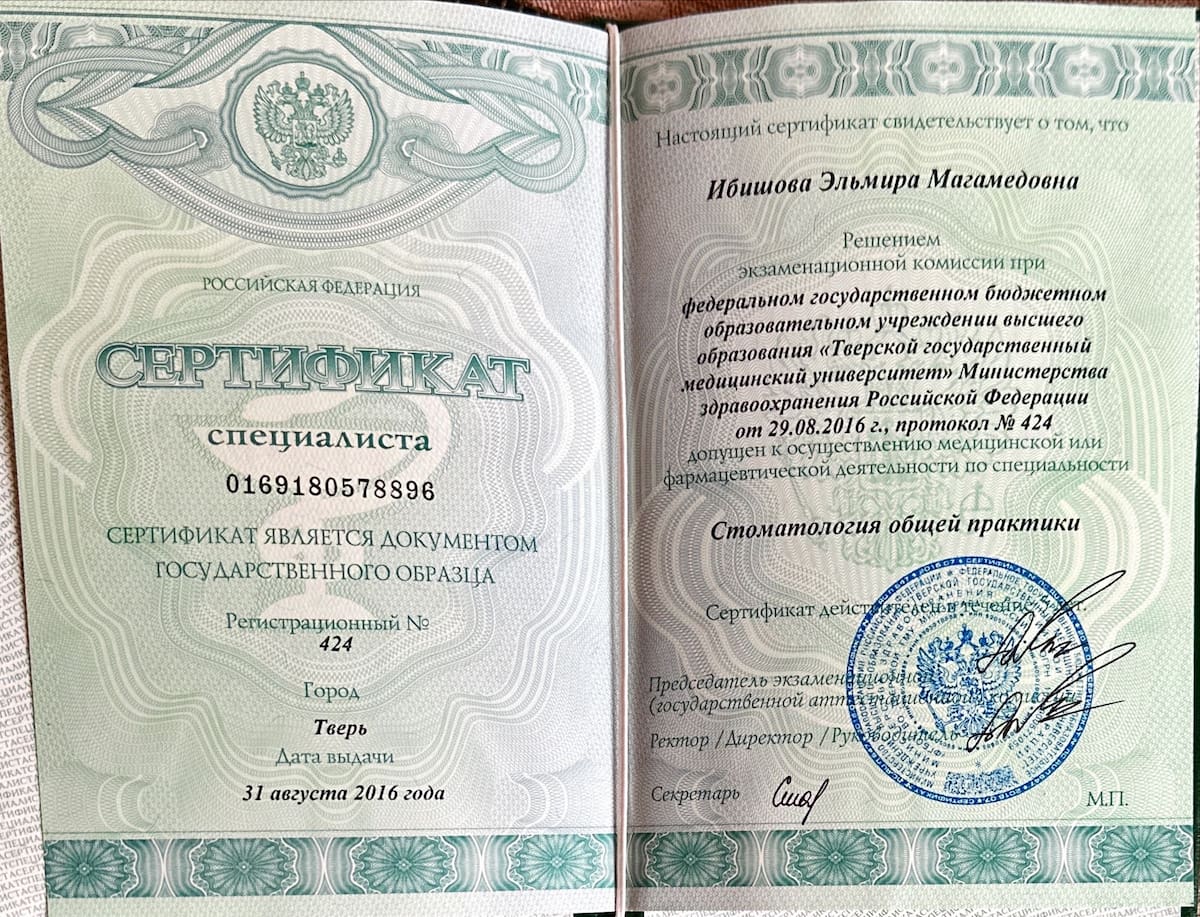 РОССИЙСКАЯ ФЕДЕРАЦИЯ
СЕРТИФИКАТ
специалиста
0169180578896
СЕРТИФИКАТ ЯВЛЯЕТСЯ ДОКУМЕНТОМ
ГОСУДАРСТВЕННОГО ОБРАЗЦА
Регистрационный №
424
Город
Тверь
Дата выдачи
31 августа 2016 года
Настоящий сертификат свидетельствует о том, что
Ибишова Эльмира Магамедовна
Решением
экзаменационной комиссии при
федеральном государственном бюджетном
образовательном учреждении высшего
образования «Тверской государственный
медицинский университет» Министерства
здравоохранения Российской Федерации
от 29.08.2016 г., протокол № 424
допущен к осуществлению медицинской или
фармацевтической деятельности по специальности
Стоматология общей практики
Сертификат действителен в течение
Председатель экзаменационной
(государственной аттестационной)
Ректор /Директор /Руководитель
Секретарь
М.П.